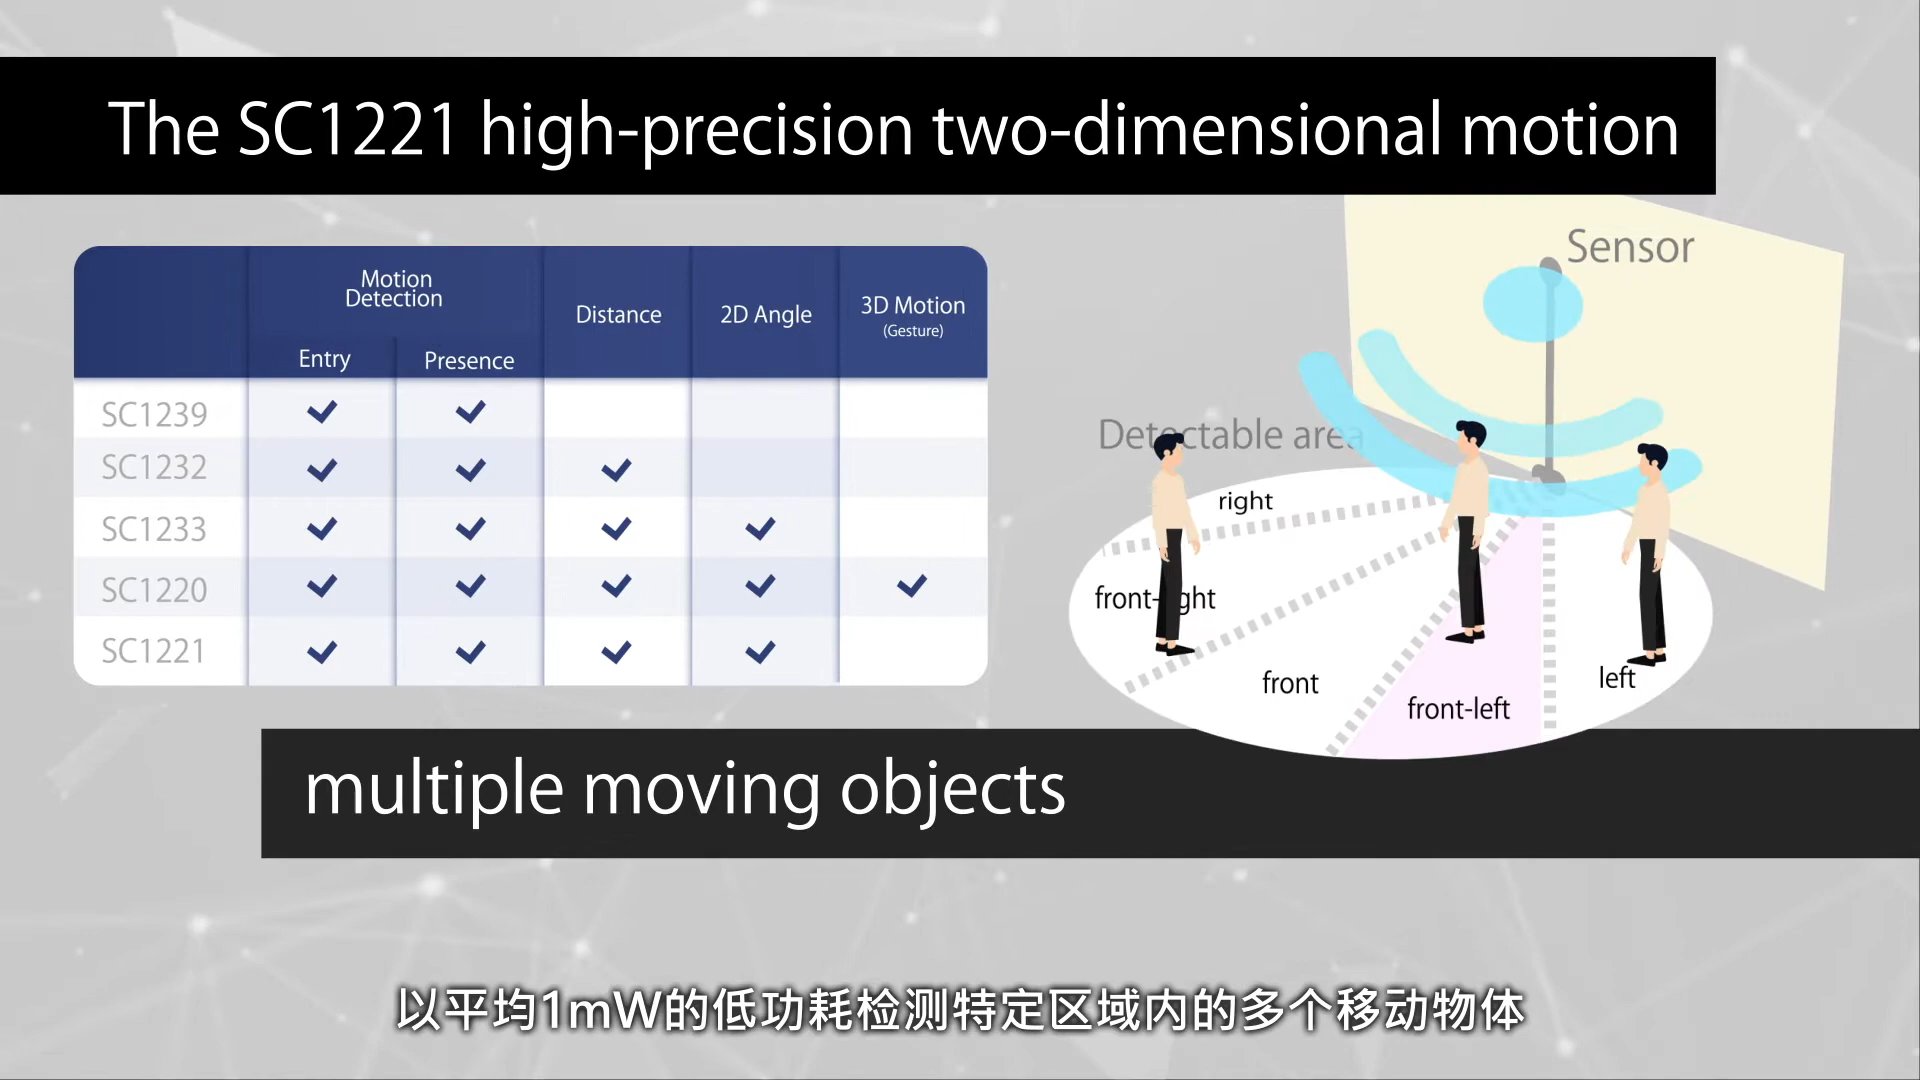 The SC1221 high-precision two-dimensional motion
Motion
Detection
Entry
Presence
Distance
2D Angle
3D Motion
(Gesture)
SC1239
SC1232
SC1233
SC1220
SC1221
Sensor
Detectable area
right
front-right
front
front-left
left
multiple moving objects
以平均1mW的低功耗检测特定区域内的多个移动物体